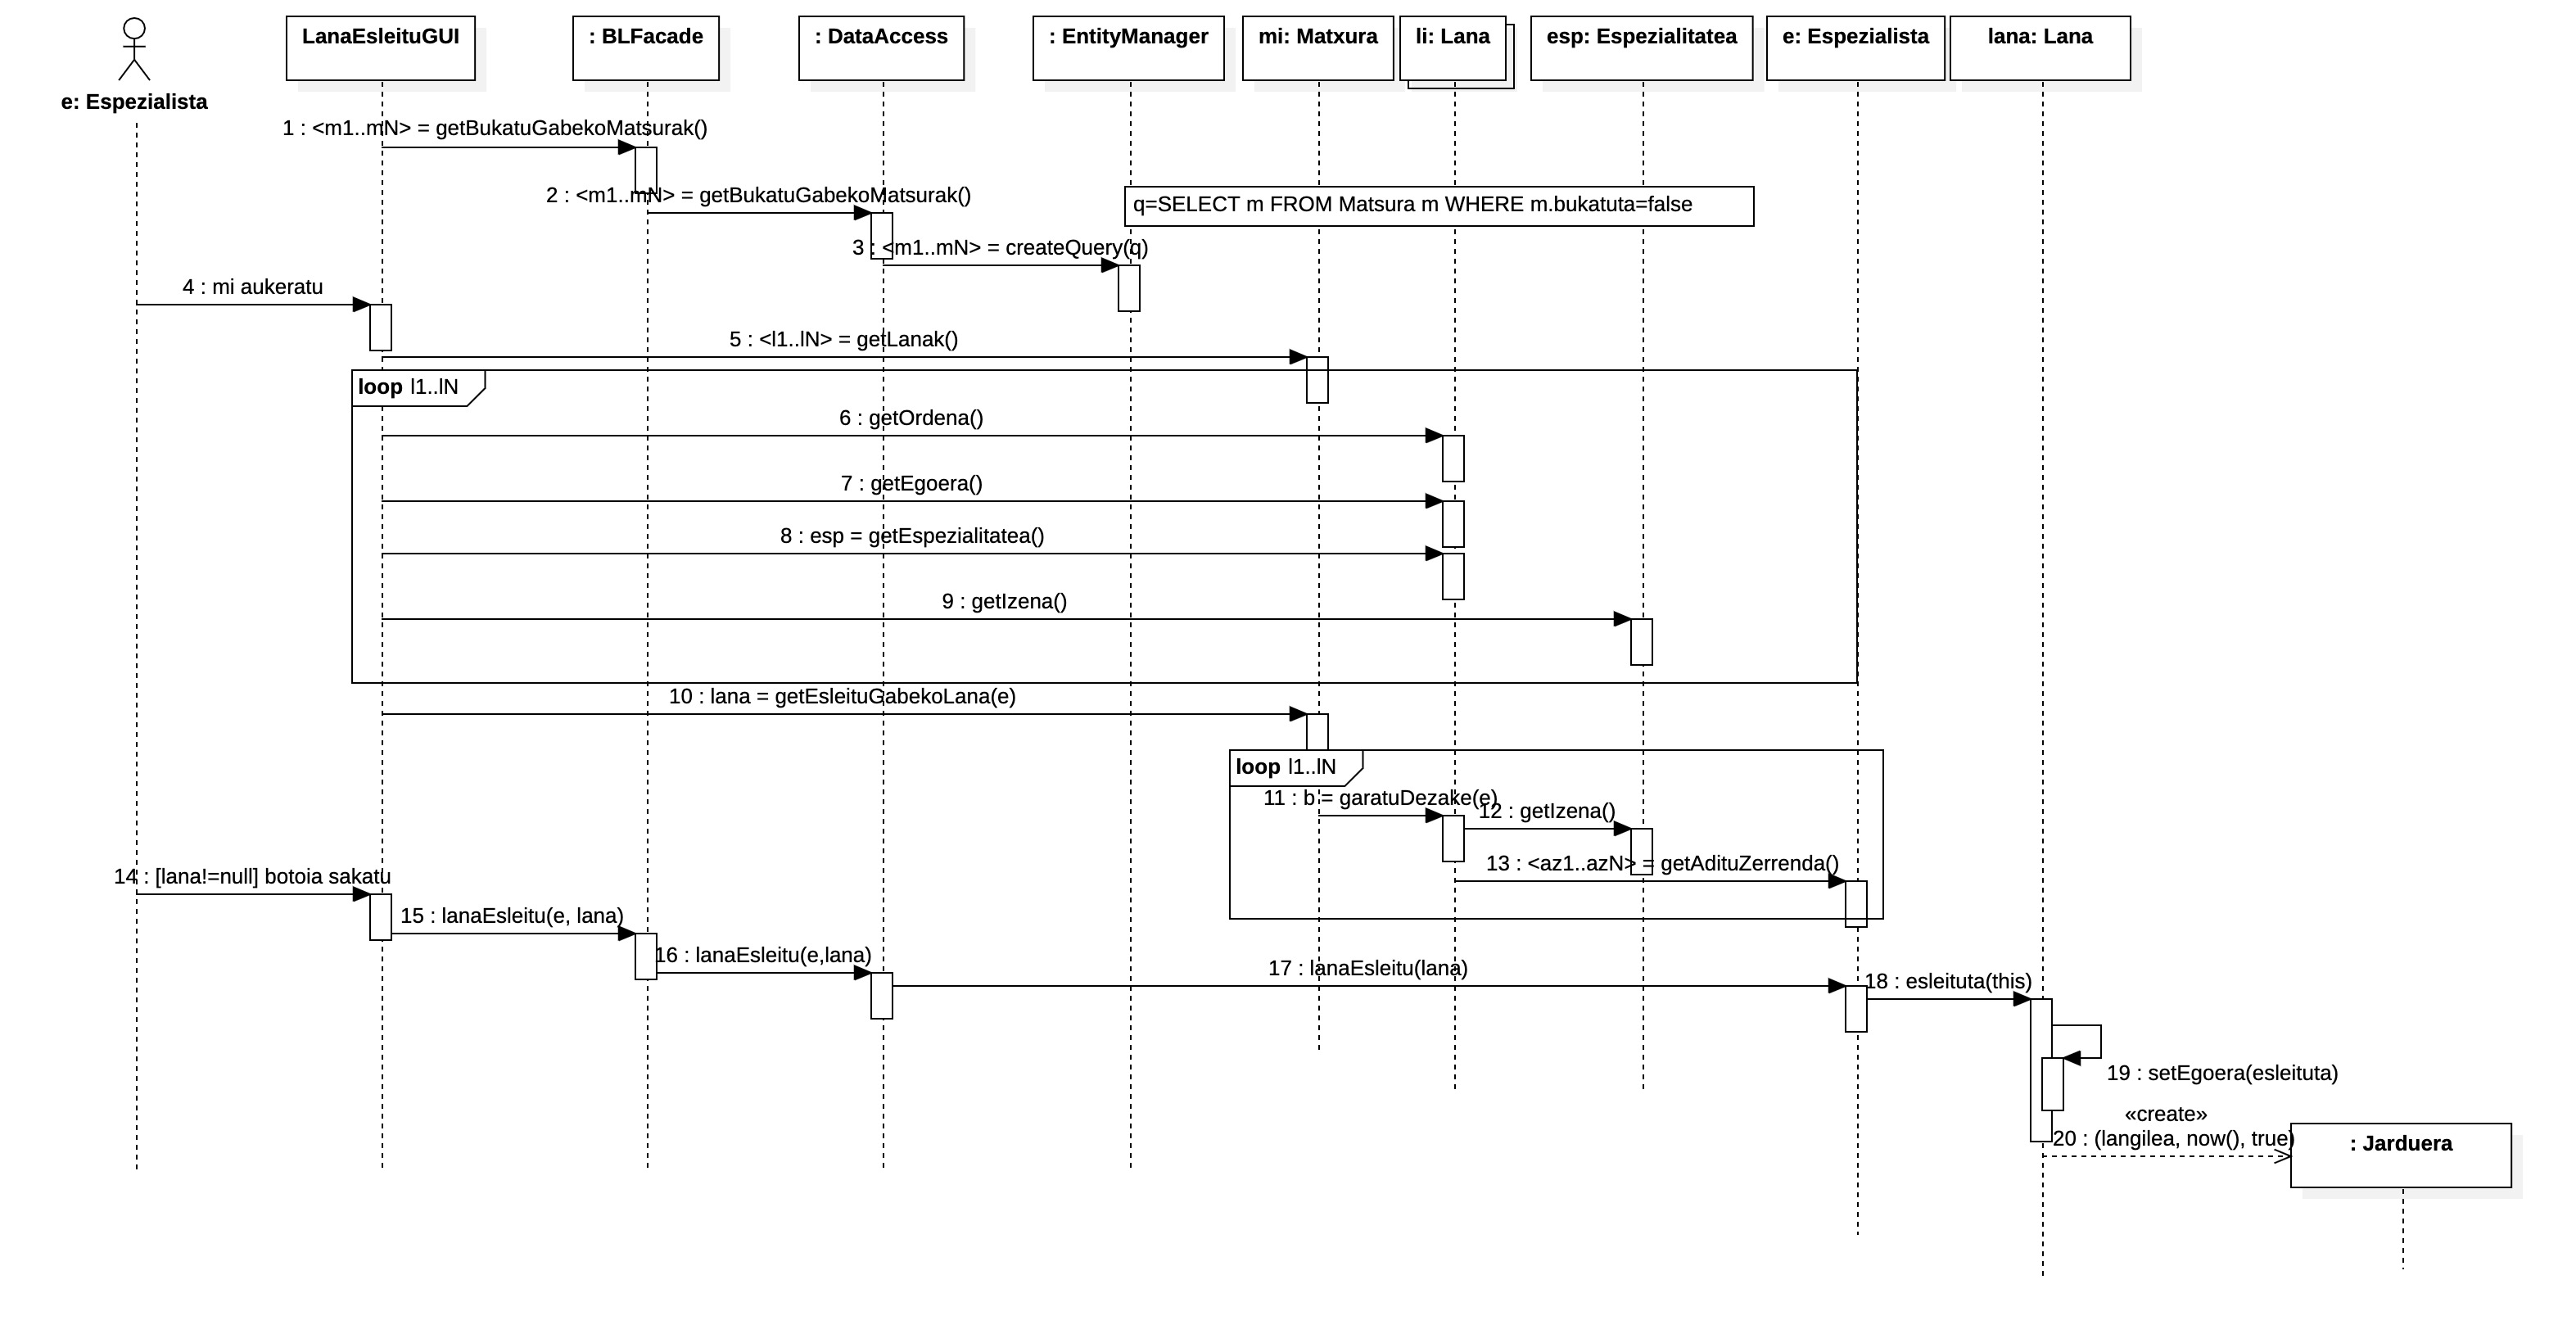 e: Espezialista
LanaEsleituGUI
: BLFacade
: DataAccess
: EntityManager
mi: Matxura
li: Lana
esp: Espezialitatea
e: Espezialista
lana: Lana
1 : <m1..mN> = getBukatuGabekoMatsurak()
2 : <m1..mN> = getBukatuGabekoMatsurak()
q=SELECT m FROM Matsura m WHERE m.bukatuta=false
3 : <m1..mN> = createQuery(q)
4 : mi aukeratu
5 : <l1..lN> = getLanak()
loop l1..lN
6 : getOrdena()
7 : getEgoera()
8 : esp = getEspezialitatea()
9 : getIzena()
10 : lana = getEsleituGabekoLana(e)
loop l1..lN
11 : b = garatuDezake(e)
12 : getIzena()
13 : <az1..azN> = getAdituZerrenda()
14 : [lana!=null] botoia sakatu
15 : lanaEsleitu(e, lana)
16 : lanaEsleitu(e,lana)
17 : lanaEsleitu(lana)
18 : esleituta(this)
19 : setEgoera(esleituta)
«create»
20 : (langilea, now(), true)
: Jarduera